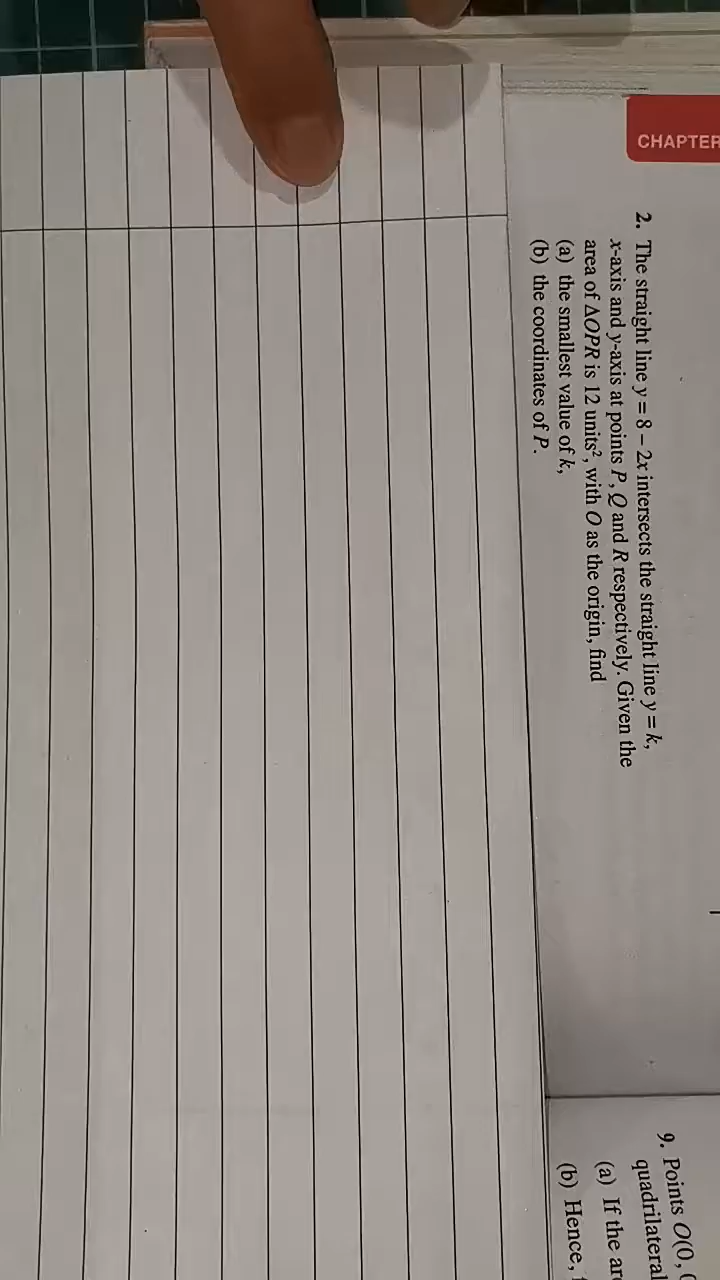 CHAPTER
2. The straight line y = 8 – 2x intersects the straight line y = k,
x-axis and y-axis at points P, Q and R respectively. Given the
area of ΔOPR is 12 units², with O as the origin, find
(a) the smallest value of k,
(b) the coordinates of P.
9. Points O(0,
quadrilateral
(a) If the ar
(b) Hence,